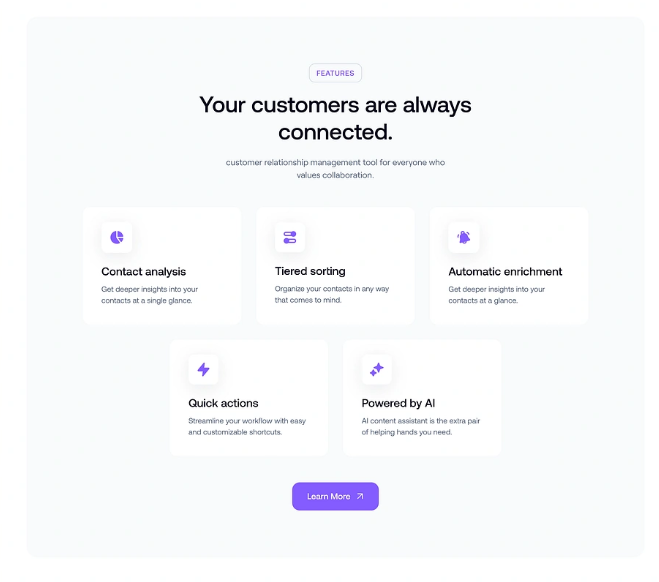 FEATURES
Your customers are always
connected.
customer relationship management tool for everyone who
values collaboration.
Contact analysis
Get deeper insights into your
contacts at a single glance.
Tiered sorting
Organize your contacts in any way
that comes to mind.
Automatic enrichment
Get deeper insights into your
contacts at a glance.
Quick actions
Streamline your workflow with easy
and customizable shortcuts.
Powered by AI
AI content assistant is the extra pair
of helping hands you need.
Learn More